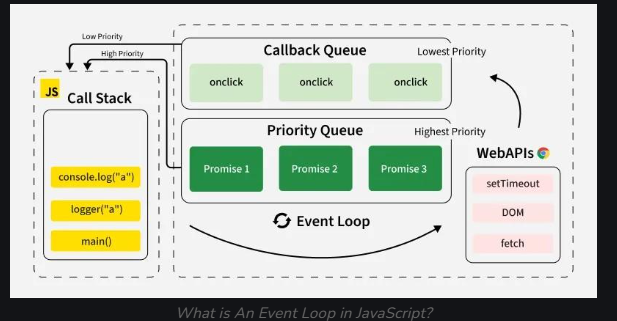 Low Priority
High Priority
JS
Call Stack
console.log("a")
logger("a")
main()
Callback Queue
Lowest Priority
onclick
onclick
onclick
Priority Queue
Highest Priority
Promise 1
Promise 2
Promise 3
Event Loop
WebAPIs
setTimeout
DOM
fetch
What is An Event Loop in JavaScript?